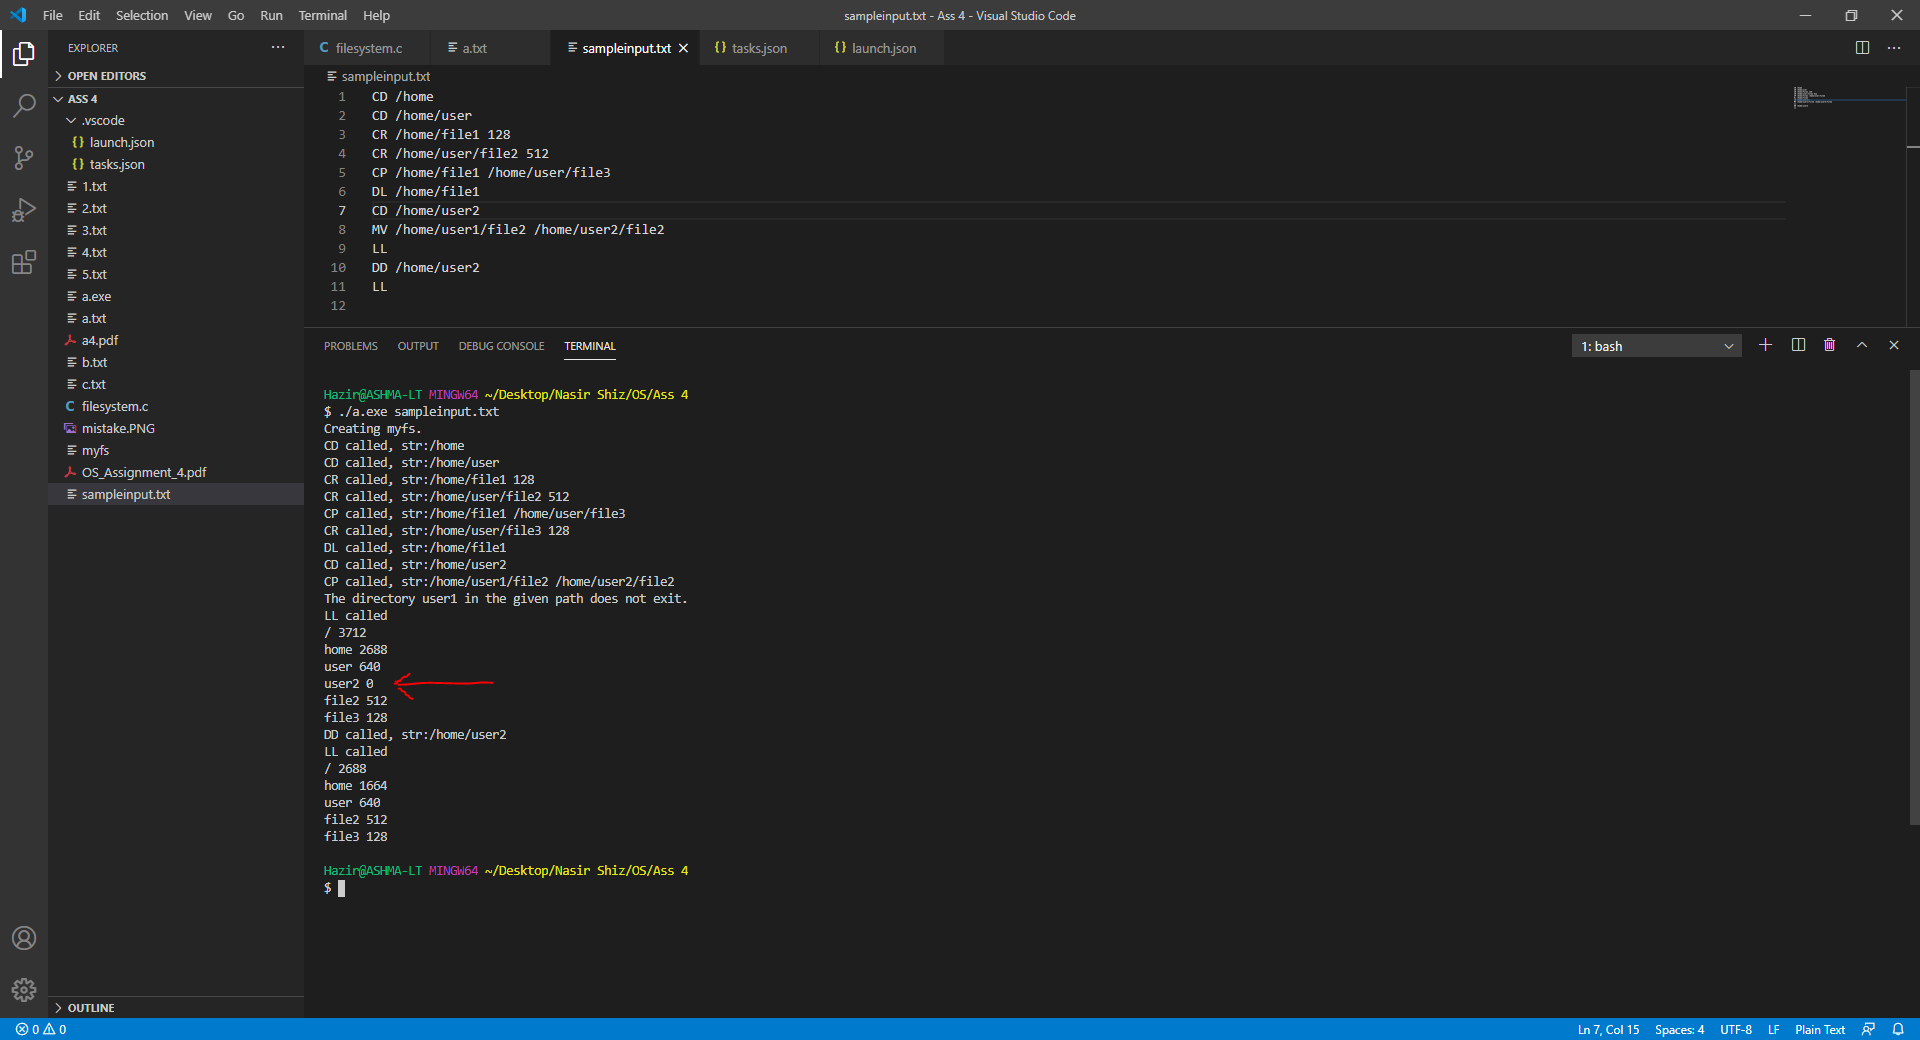 File Edit Selection View Go Run Terminal Help
sampleinput.txt - Ass 4 - Visual Studio Code
EXPLORER
OPEN EDITORS
ASS 4
.vscode
launch.json
tasks.json
1.txt
2.txt
3.txt
4.txt
5.txt
a.exe
a.txt
a4.pdf
b.txt
c.txt
filesystem.c
mistake.PNG
myfs
OS_Assignment_4.pdf
sampleinput.txt
OUTLINE
filesystem.c a.txt sampleinput.txt tasks.json launch.json
sampleinput.txt
1 CD /home
2 CD /home/user
3 CR /home/file1 128
4 CR /home/user/file2 512
5 CP /home/file1 /home/user/file3
6 DL /home/file1
7 CD /home/user2
8 MV /home/user1/file2 /home/user2/file2
9 LL
10 DD /home/user2
11 LL
12
PROBLEMS OUTPUT DEBUG CONSOLE TERMINAL
1: bash
Hazir@ASHMA-LT MINGW64 ~/Desktop/Nasir Shiz/OS/Ass 4
$ ./a.exe sampleinput.txt
Creating myfs.
CD called, str:/home
CD called, str:/home/user
CR called, str:/home/file1 128
CR called, str:/home/user/file2 512
CP called, str:/home/file1 /home/user/file3
CR called, str:/home/user/file3 128
DL called, str:/home/file1
CD called, str:/home/user2
CP called, str:/home/user1/file2 /home/user2/file2
The directory user1 in the given path does not exit.
LL called
/ 3712
home 2688
user 640
user2 0
file2 512
file3 128
DD called, str:/home/user2
LL called
/ 2688
home 1664
user 640
file2 512
file3 128
Hazir@ASHMA-LT MINGW64 ~/Desktop/Nasir Shiz/OS/Ass 4
$
0 0
Ln 7, Col 15 Spaces: 4 UTF-8 LF Plain Text